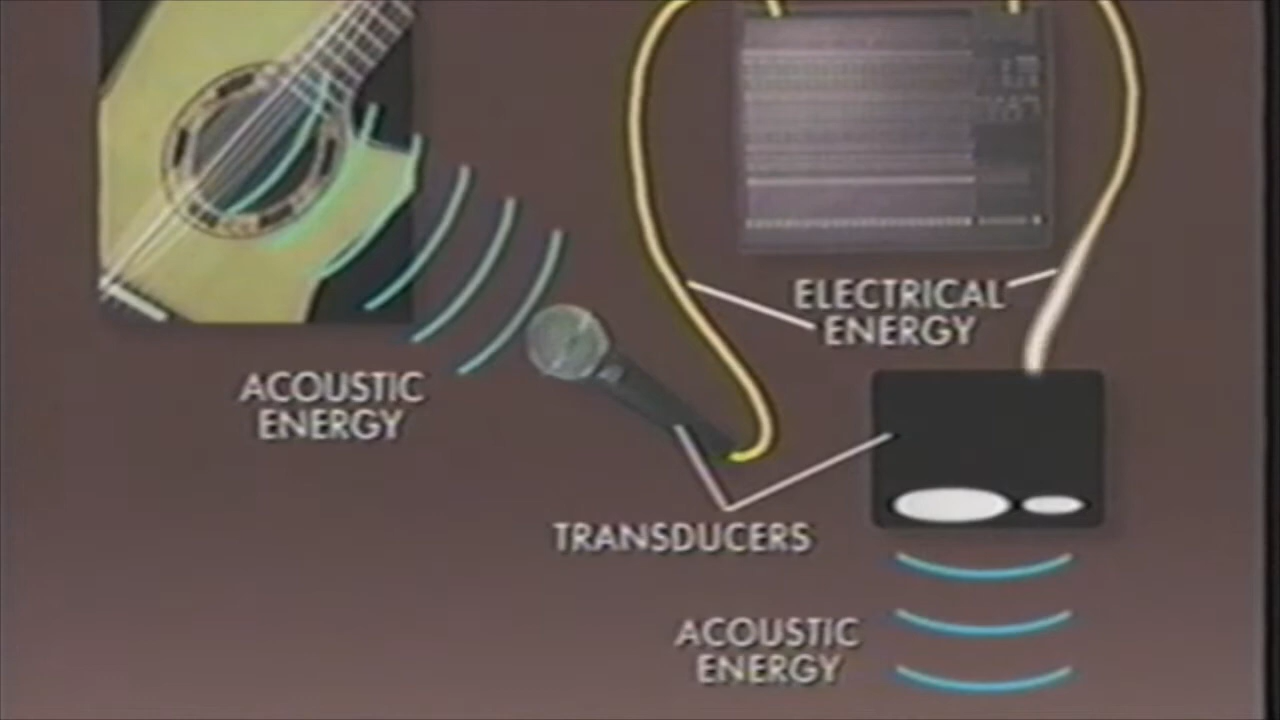 ELECTRICAL
ENERGY
ACOUSTIC
ENERGY
TRANSDUCERS
ACOUSTIC
ENERGY